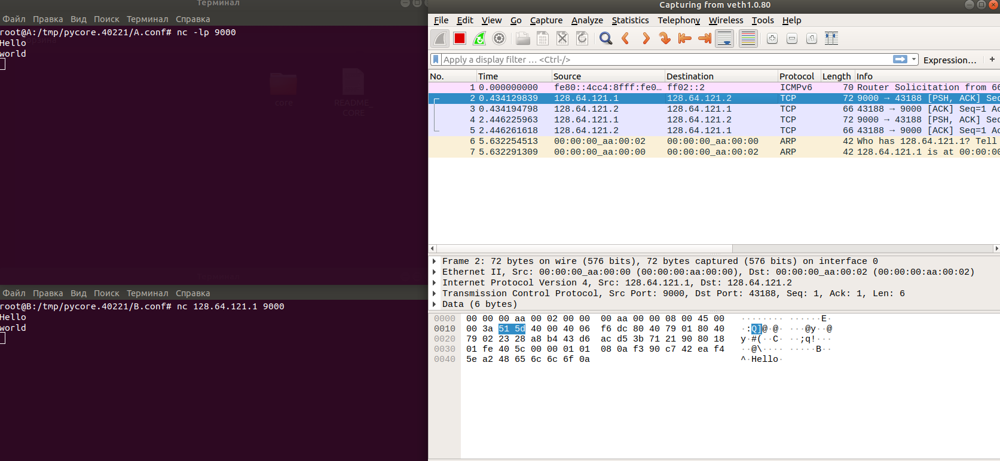 Терминал
Файл Правка Вид Поиск Терминал Справка
root@A:/tmp/pycore.40221/A.conf# nc -lp 9000
Hello
world
core
README_
CORE
Файл Правка Вид Поиск Терминал Справка
root@B:/tmp/pycore.40221/B.conf# nc 128.64.121.1 9000
Hello
world
Capturing from veth1.0.80
File Edit View Go Capture Analyze Statistics Telephony Wireless Tools Help
Apply a display filter … <Ctrl-/> Expression… +
No. Time Source Destination Protocol Length Info
1 0.000000000 fe80::4cc4:8fff:fe0… ff02::2 ICMPv6 70 Router Solicitation from 66
2 0.434129839 128.64.121.1 128.64.121.2 TCP 72 9000 → 43188 [PSH, ACK] Seq
3 0.434194798 128.64.121.2 128.64.121.1 TCP 66 43188 → 9000 [ACK] Seq=1 Ac
4 2.446225963 128.64.121.1 128.64.121.2 TCP 72 9000 → 43188 [PSH, ACK] Seq
5 2.446261618 128.64.121.2 128.64.121.1 TCP 66 43188 → 9000 [ACK] Seq=1 Ac
6 5.632254513 00:00:00_aa:00:02 00:00:00_aa:00:00 ARP 42 Who has 128.64.121.1? Tell
7 5.632291309 00:00:00_aa:00:00 00:00:00_aa:00:02 ARP 42 128.64.121.1 is at 00:00:00
Frame 2: 72 bytes on wire (576 bits), 72 bytes captured (576 bits) on interface 0
Ethernet II, Src: 00:00:00_aa:00:00 (00:00:00:aa:00:00), Dst: 00:00:00_aa:00:02 (00:00:00:aa:00:02)
Internet Protocol Version 4, Src: 128.64.121.1, Dst: 128.64.121.2
Transmission Control Protocol, Src Port: 9000, Dst Port: 43188, Seq: 1, Ack: 1, Len: 6
Data (6 bytes)
0000 00 00 00 aa 00 02 00 00 00 aa 00 00 08 00 45 00 ········ ······E·
0010 00 3a 51 5d 40 00 40 06 f6 dc 80 40 79 01 80 40 ·:Q]@·@· ···@y··@
0020 79 02 23 28 a8 b4 43 d6 ac d5 3b 71 21 90 80 18 y·#(··C· ··;q!···
0030 01 fe 40 5c 00 00 01 01 08 0a f3 90 c7 42 ea f4 ··@\···· ·····B··
0040 5e a2 48 65 6c 6c 6f 0a ^·Hello·